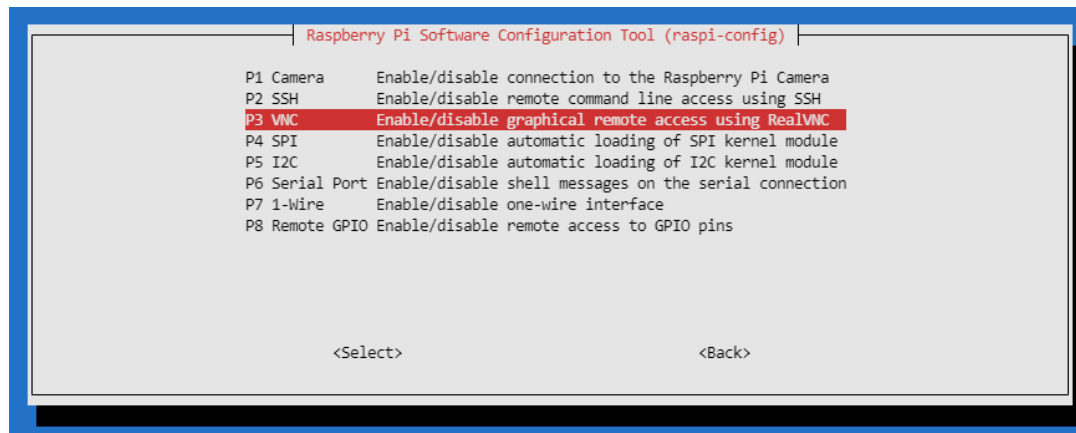 Raspberry Pi Software Configuration Tool (raspi-config)
P1 Camera Enable/disable connection to the Raspberry Pi Camera
P2 SSH Enable/disable remote command line access using SSH
P3 VNC Enable/disable graphical remote access using RealVNC
P4 SPI Enable/disable automatic loading of SPI kernel module
P5 I2C Enable/disable automatic loading of I2C kernel module
P6 Serial Port Enable/disable shell messages on the serial connection
P7 1-Wire Enable/disable one-wire interface
P8 Remote GPIO Enable/disable remote access to GPIO pins
<Select> <Back>